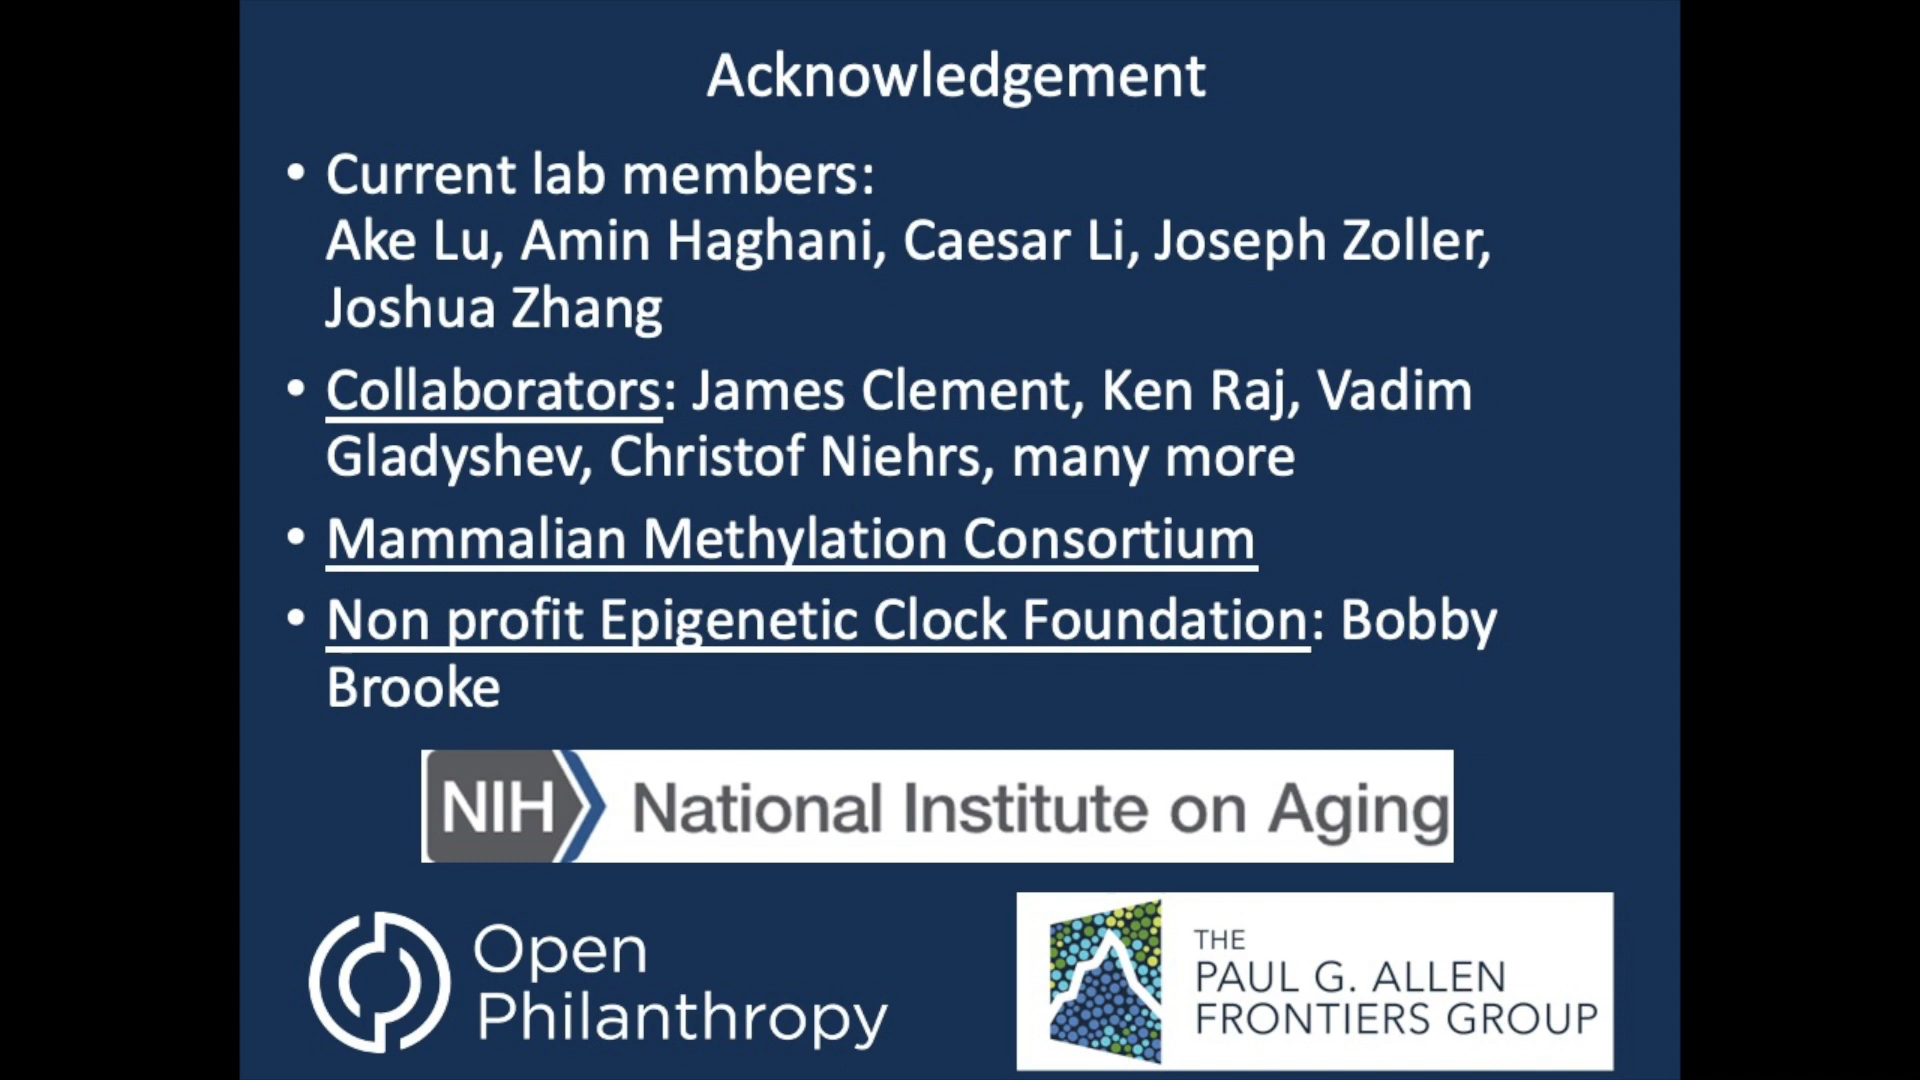 Acknowledgement
• Current lab members:
Ake Lu, Amin Haghani, Caesar Li, Joseph Zoller,
Joshua Zhang
• Collaborators: James Clement, Ken Raj, Vadim
Gladyshev, Christof Niehrs, many more
• Mammalian Methylation Consortium
• Non profit Epigenetic Clock Foundation: Bobby
Brooke
NIH National Institute on Aging
Open
Philanthropy
THE
PAUL G. ALLEN
FRONTIERS GROUP